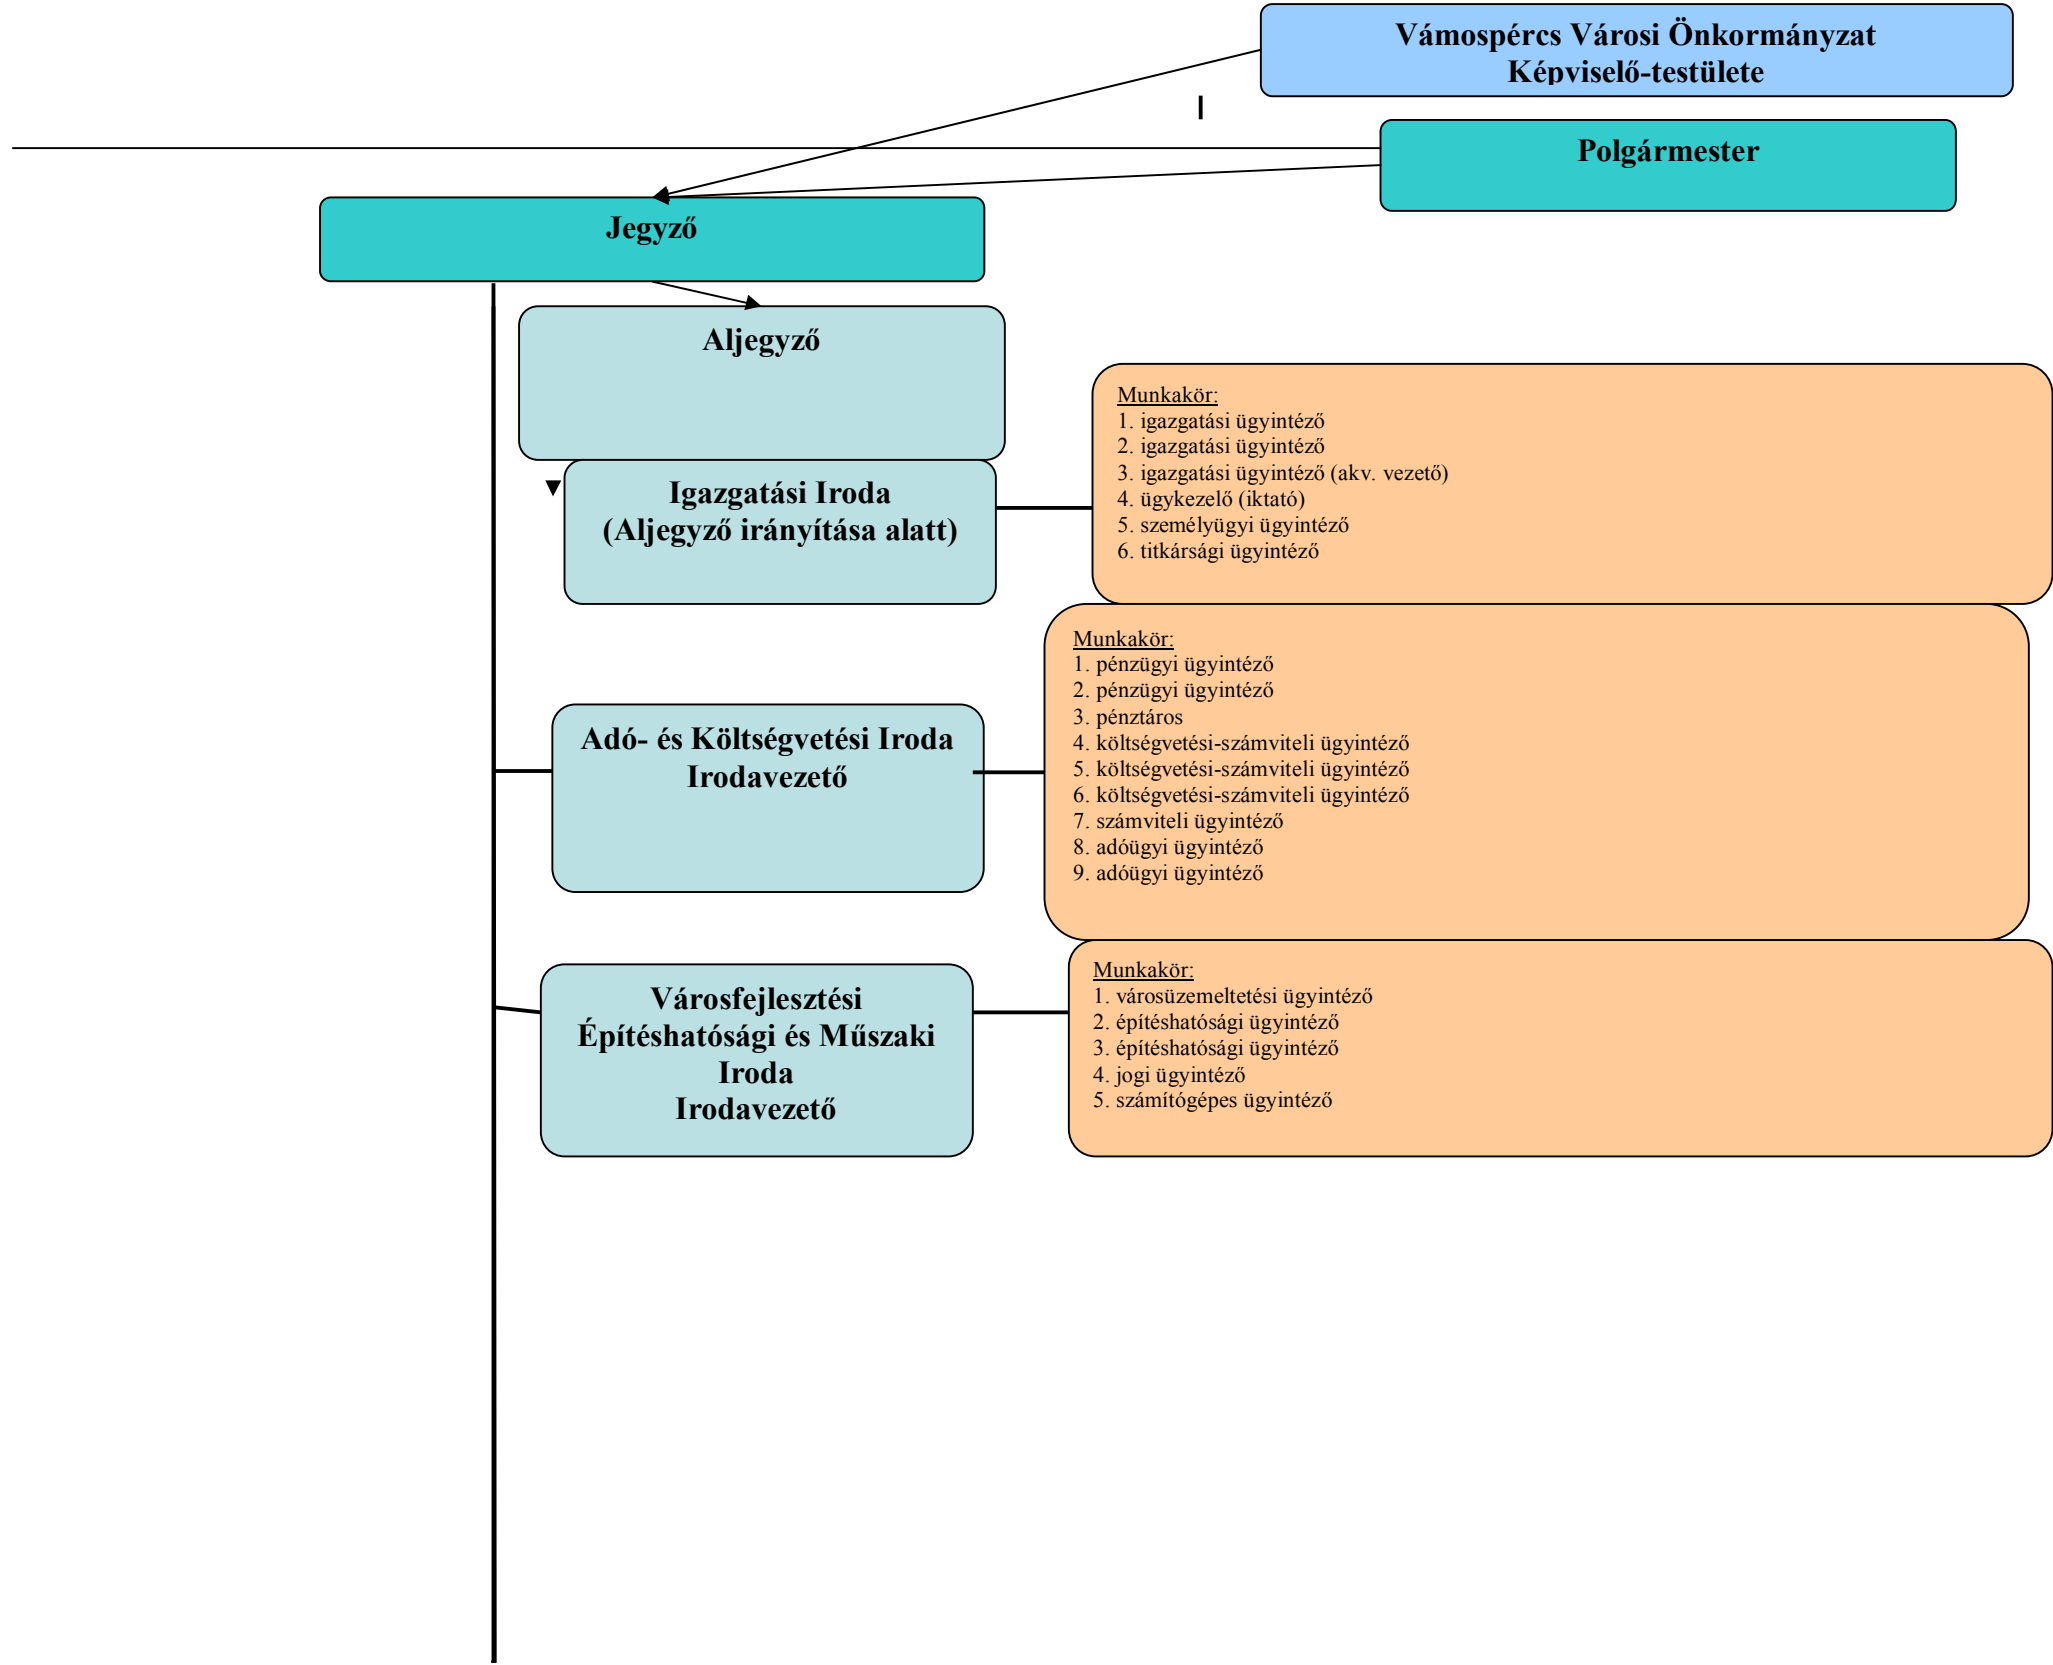 Vámospércs Városi Önkormányzat
Képviselő-testülete
Polgármester
Jegyző
Aljegyző
Igazgatási Iroda
(Aljegyző irányítása alatt)
Munkakör:
1. igazgatási ügyintéző
2. igazgatási ügyintéző
3. igazgatási ügyintéző (akv. vezető)
4. ügykezelő (iktató)
5. személyügyi ügyintéző
6. titkársági ügyintéző
Adó- és Költségvetési Iroda
Irodavezető
Munkakör:
1. pénzügyi ügyintéző
2. pénzügyi ügyintéző
3. pénztáros
4. költségvetési-számviteli ügyintéző
5. költségvetési-számviteli ügyintéző
6. költségvetési-számviteli ügyintéző
7. számviteli ügyintéző
8. adóügyi ügyintéző
9. adóügyi ügyintéző
Városfejlesztési
Építéshatósági és Műszaki
Iroda
Irodavezető
Munkakör:
1. városüzemeltetési ügyintéző
2. építéshatósági ügyintéző
3. építéshatósági ügyintéző
4. jogi ügyintéző
5. számítógépes ügyintéző